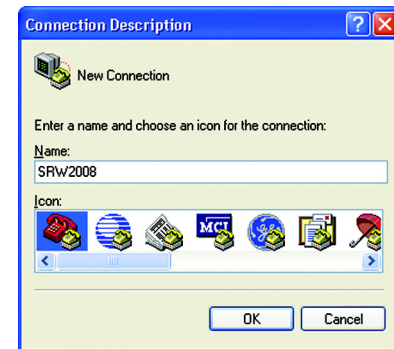 Connection Description
New Connection
Enter a name and choose an icon for the connection:
Name:
SRW2008
Icon:
MCI
OK Cancel